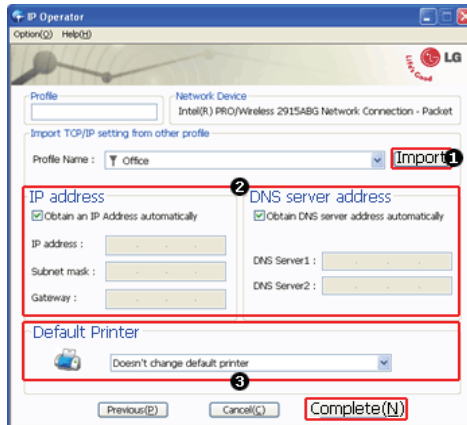 IP Operator
Option(O) Help(H)
Life's Good LG
Profile
Network Device
Intel(R) PRO/Wireless 2915ABG Network Connection - Packet
Import TCP/IP setting from other profile
Profile Name : Office Import 1
2
IP address
Obtain an IP Address automatically
IP address :
Subnet mask :
Gateway :
DNS server address
Obtain DNS server address automatically
DNS Server1 :
DNS Server2 :
Default Printer
Doesn't change default printer
3
Previous(P) Cancel(C) Complete(N)